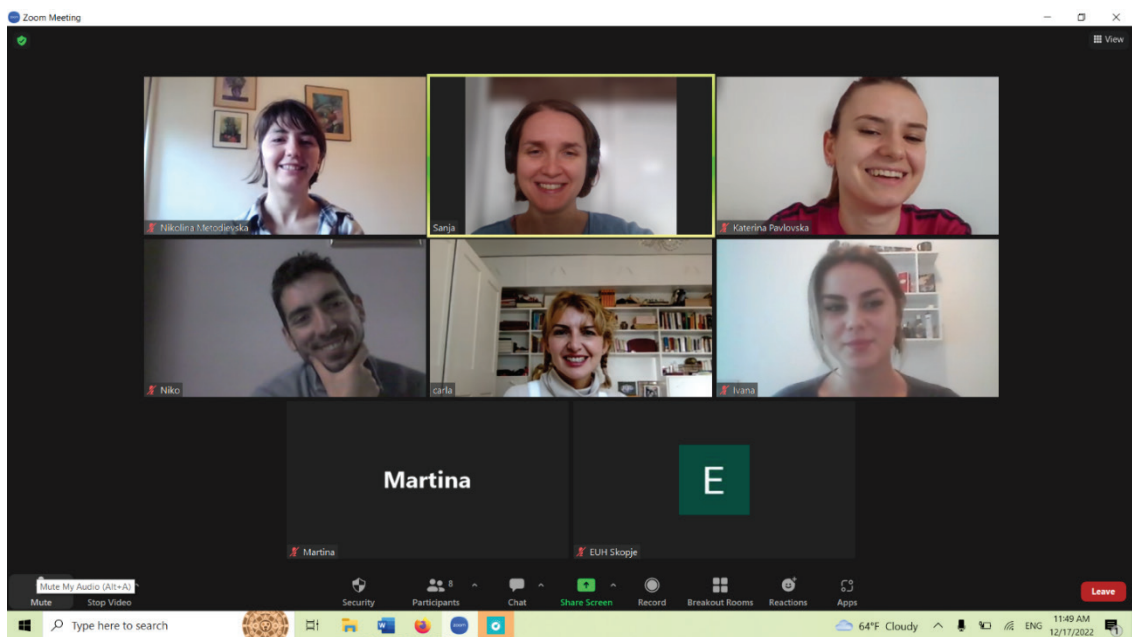 Zoom Meeting
View
Nikolina Metodievska
Sanja
Katerina Pavlovska
Niko
carla
Ivana
Martina
E
Martina
EUH Skopje
Mute My Audio (Alt+A)
Mute
Stop Video
Security
Participants
8
Chat
Share Screen
Record
Breakout Rooms
Reactions
Apps
Leave
Type here to search
64°F Cloudy
ENG
11:49 AM
12/17/2022